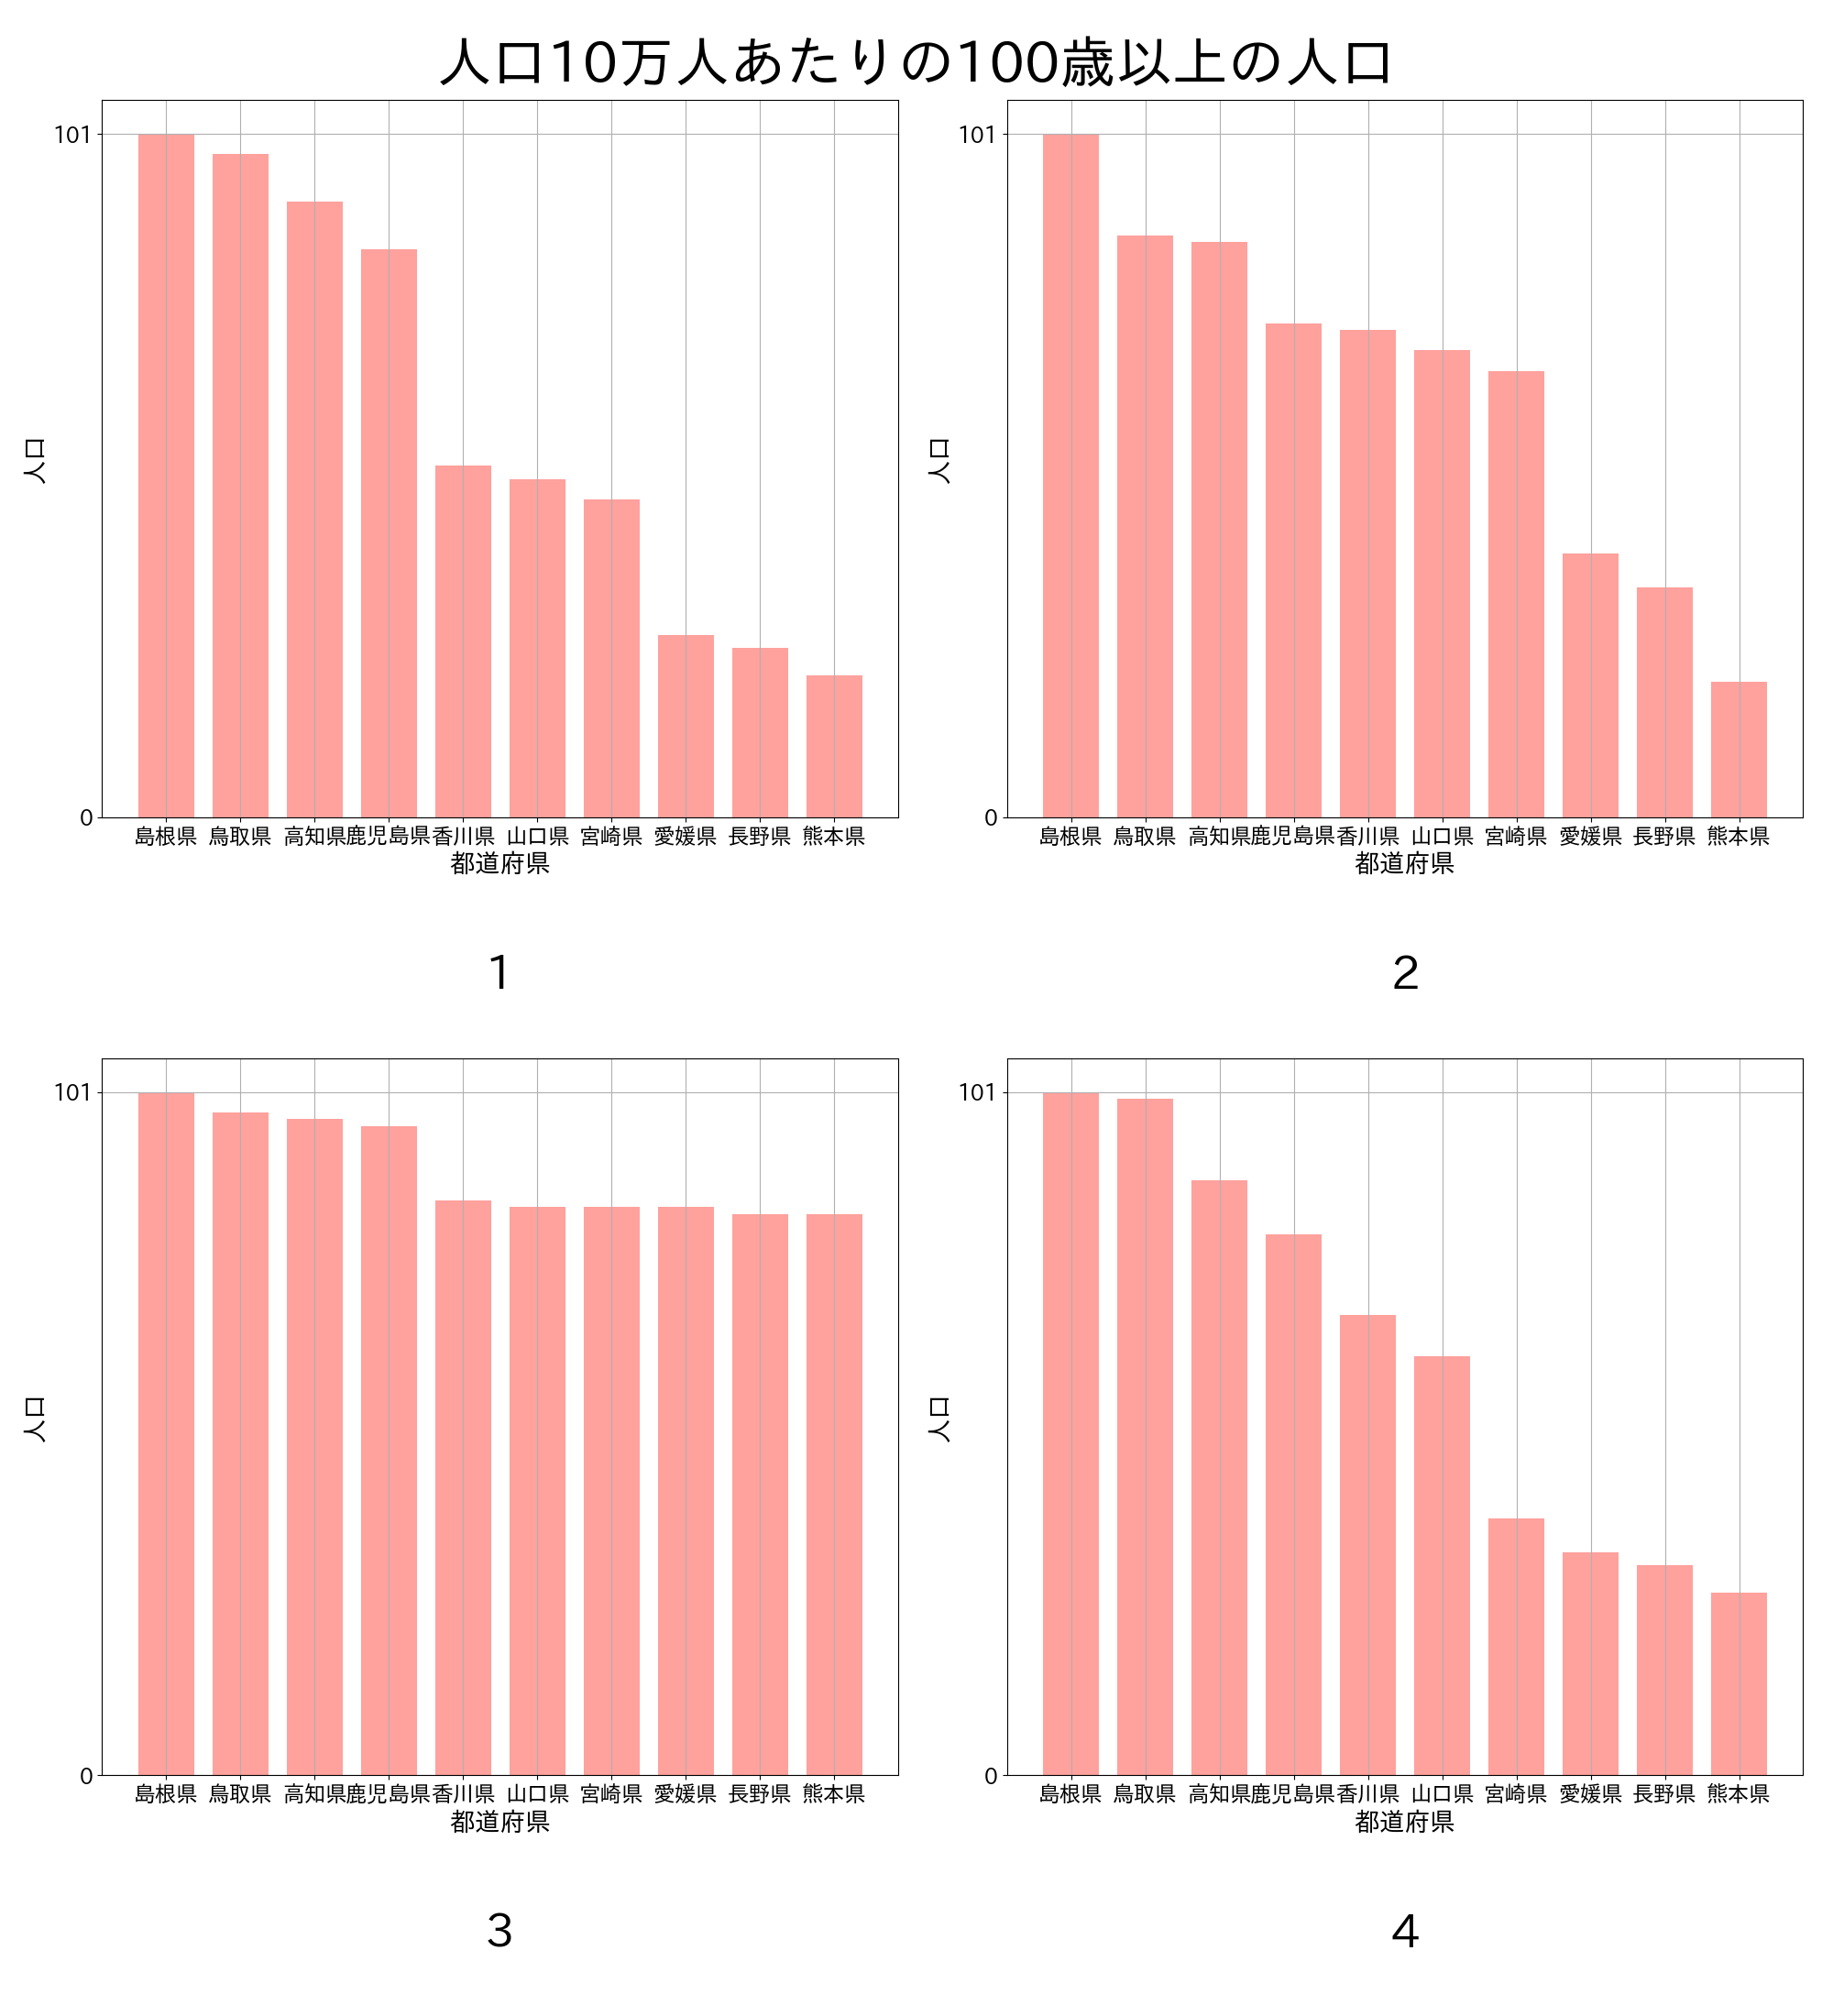 人口10万人あたりの100歳以上の人口
人口
101
0
島根県 鳥取県 高知県 鹿児島県 香川県 山口県 宮崎県 愛媛県 長野県 熊本県
都道府県
1
人口
101
0
島根県 鳥取県 高知県 鹿児島県 香川県 山口県 宮崎県 愛媛県 長野県 熊本県
都道府県
2
人口
101
0
島根県 鳥取県 高知県 鹿児島県 香川県 山口県 宮崎県 愛媛県 長野県 熊本県
都道府県
3
人口
101
0
島根県 鳥取県 高知県 鹿児島県 香川県 山口県 宮崎県 愛媛県 長野県 熊本県
都道府県
4